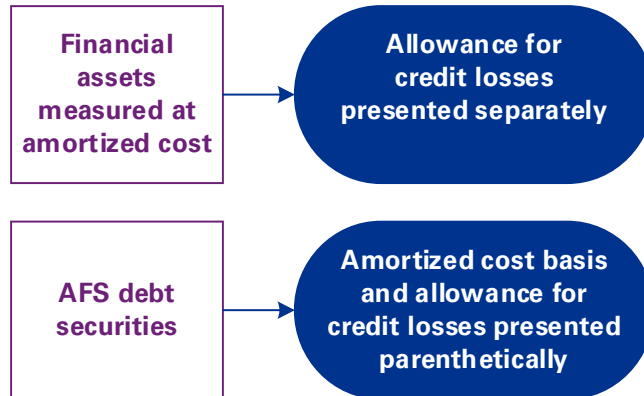 Financial
assets
measured at
amortized cost
Allowance for
credit losses
presented separately
AFS debt
securities
Amortized cost basis
and allowance for
credit losses presented
parenthetically